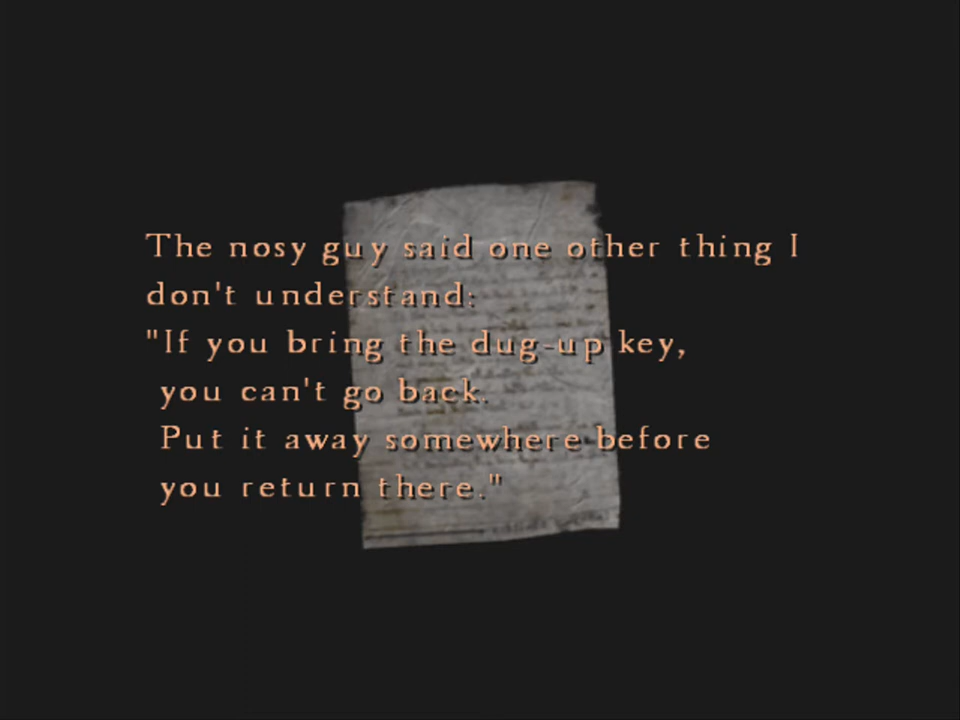 The nosy guy said one other thing I
don't understand:
"If you bring the dug-up key,
you can't go back.
Put it away somewhere before
you return there."